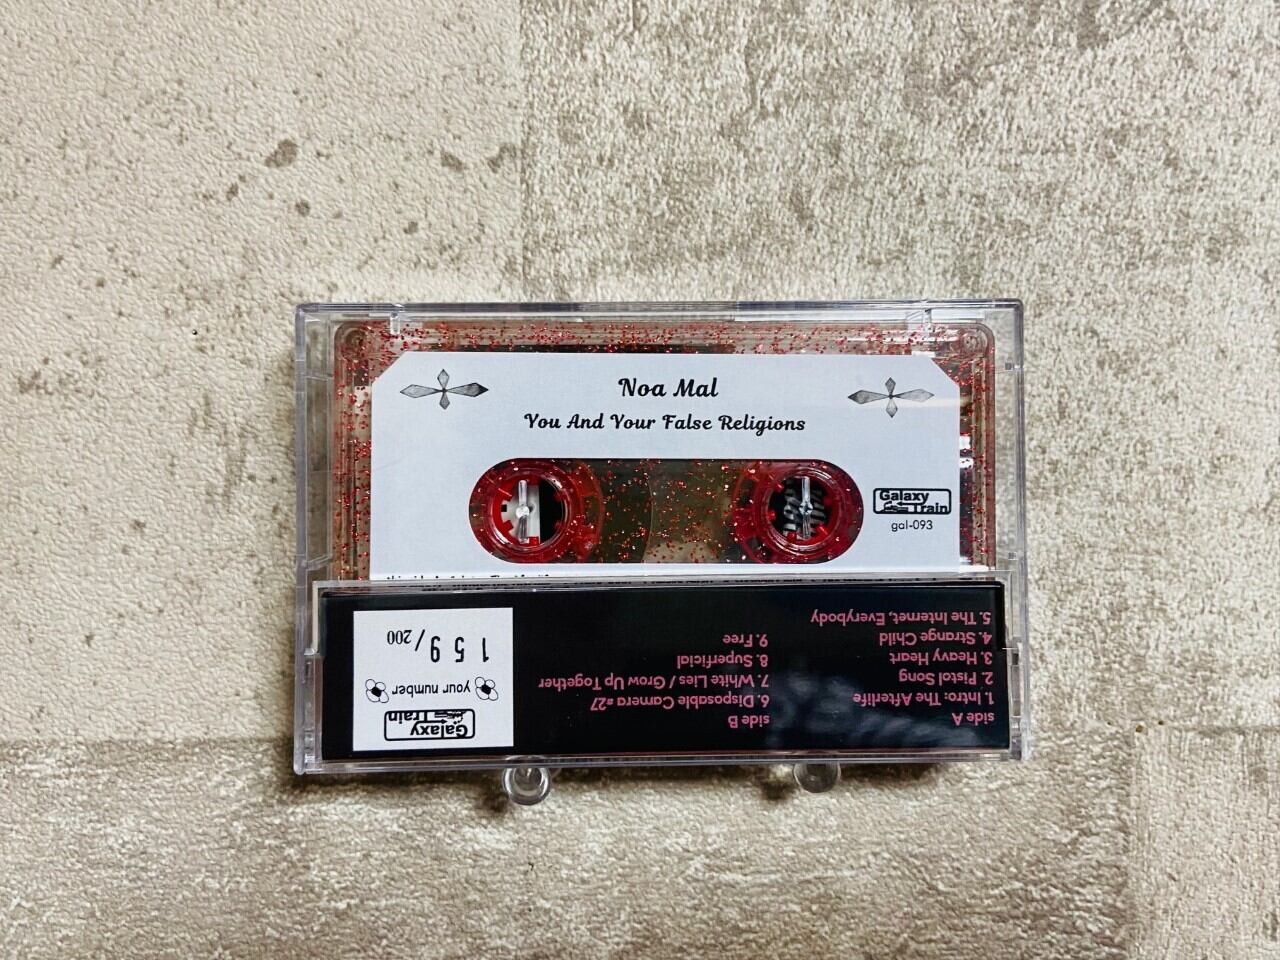 Noa Mal
You And Your False Religions
Galaxy
Train
gal-093
side A
1. Intro: The Afterlife
2. Pistol Song
3. Heavy Heart
4. Strange Child
5. The Internet, Everybody
side B
6. Disposable Camera #27
7. White Lies / Grow Up Together
8. Superficial
9. Free
Galaxy
Train
your number
159/200